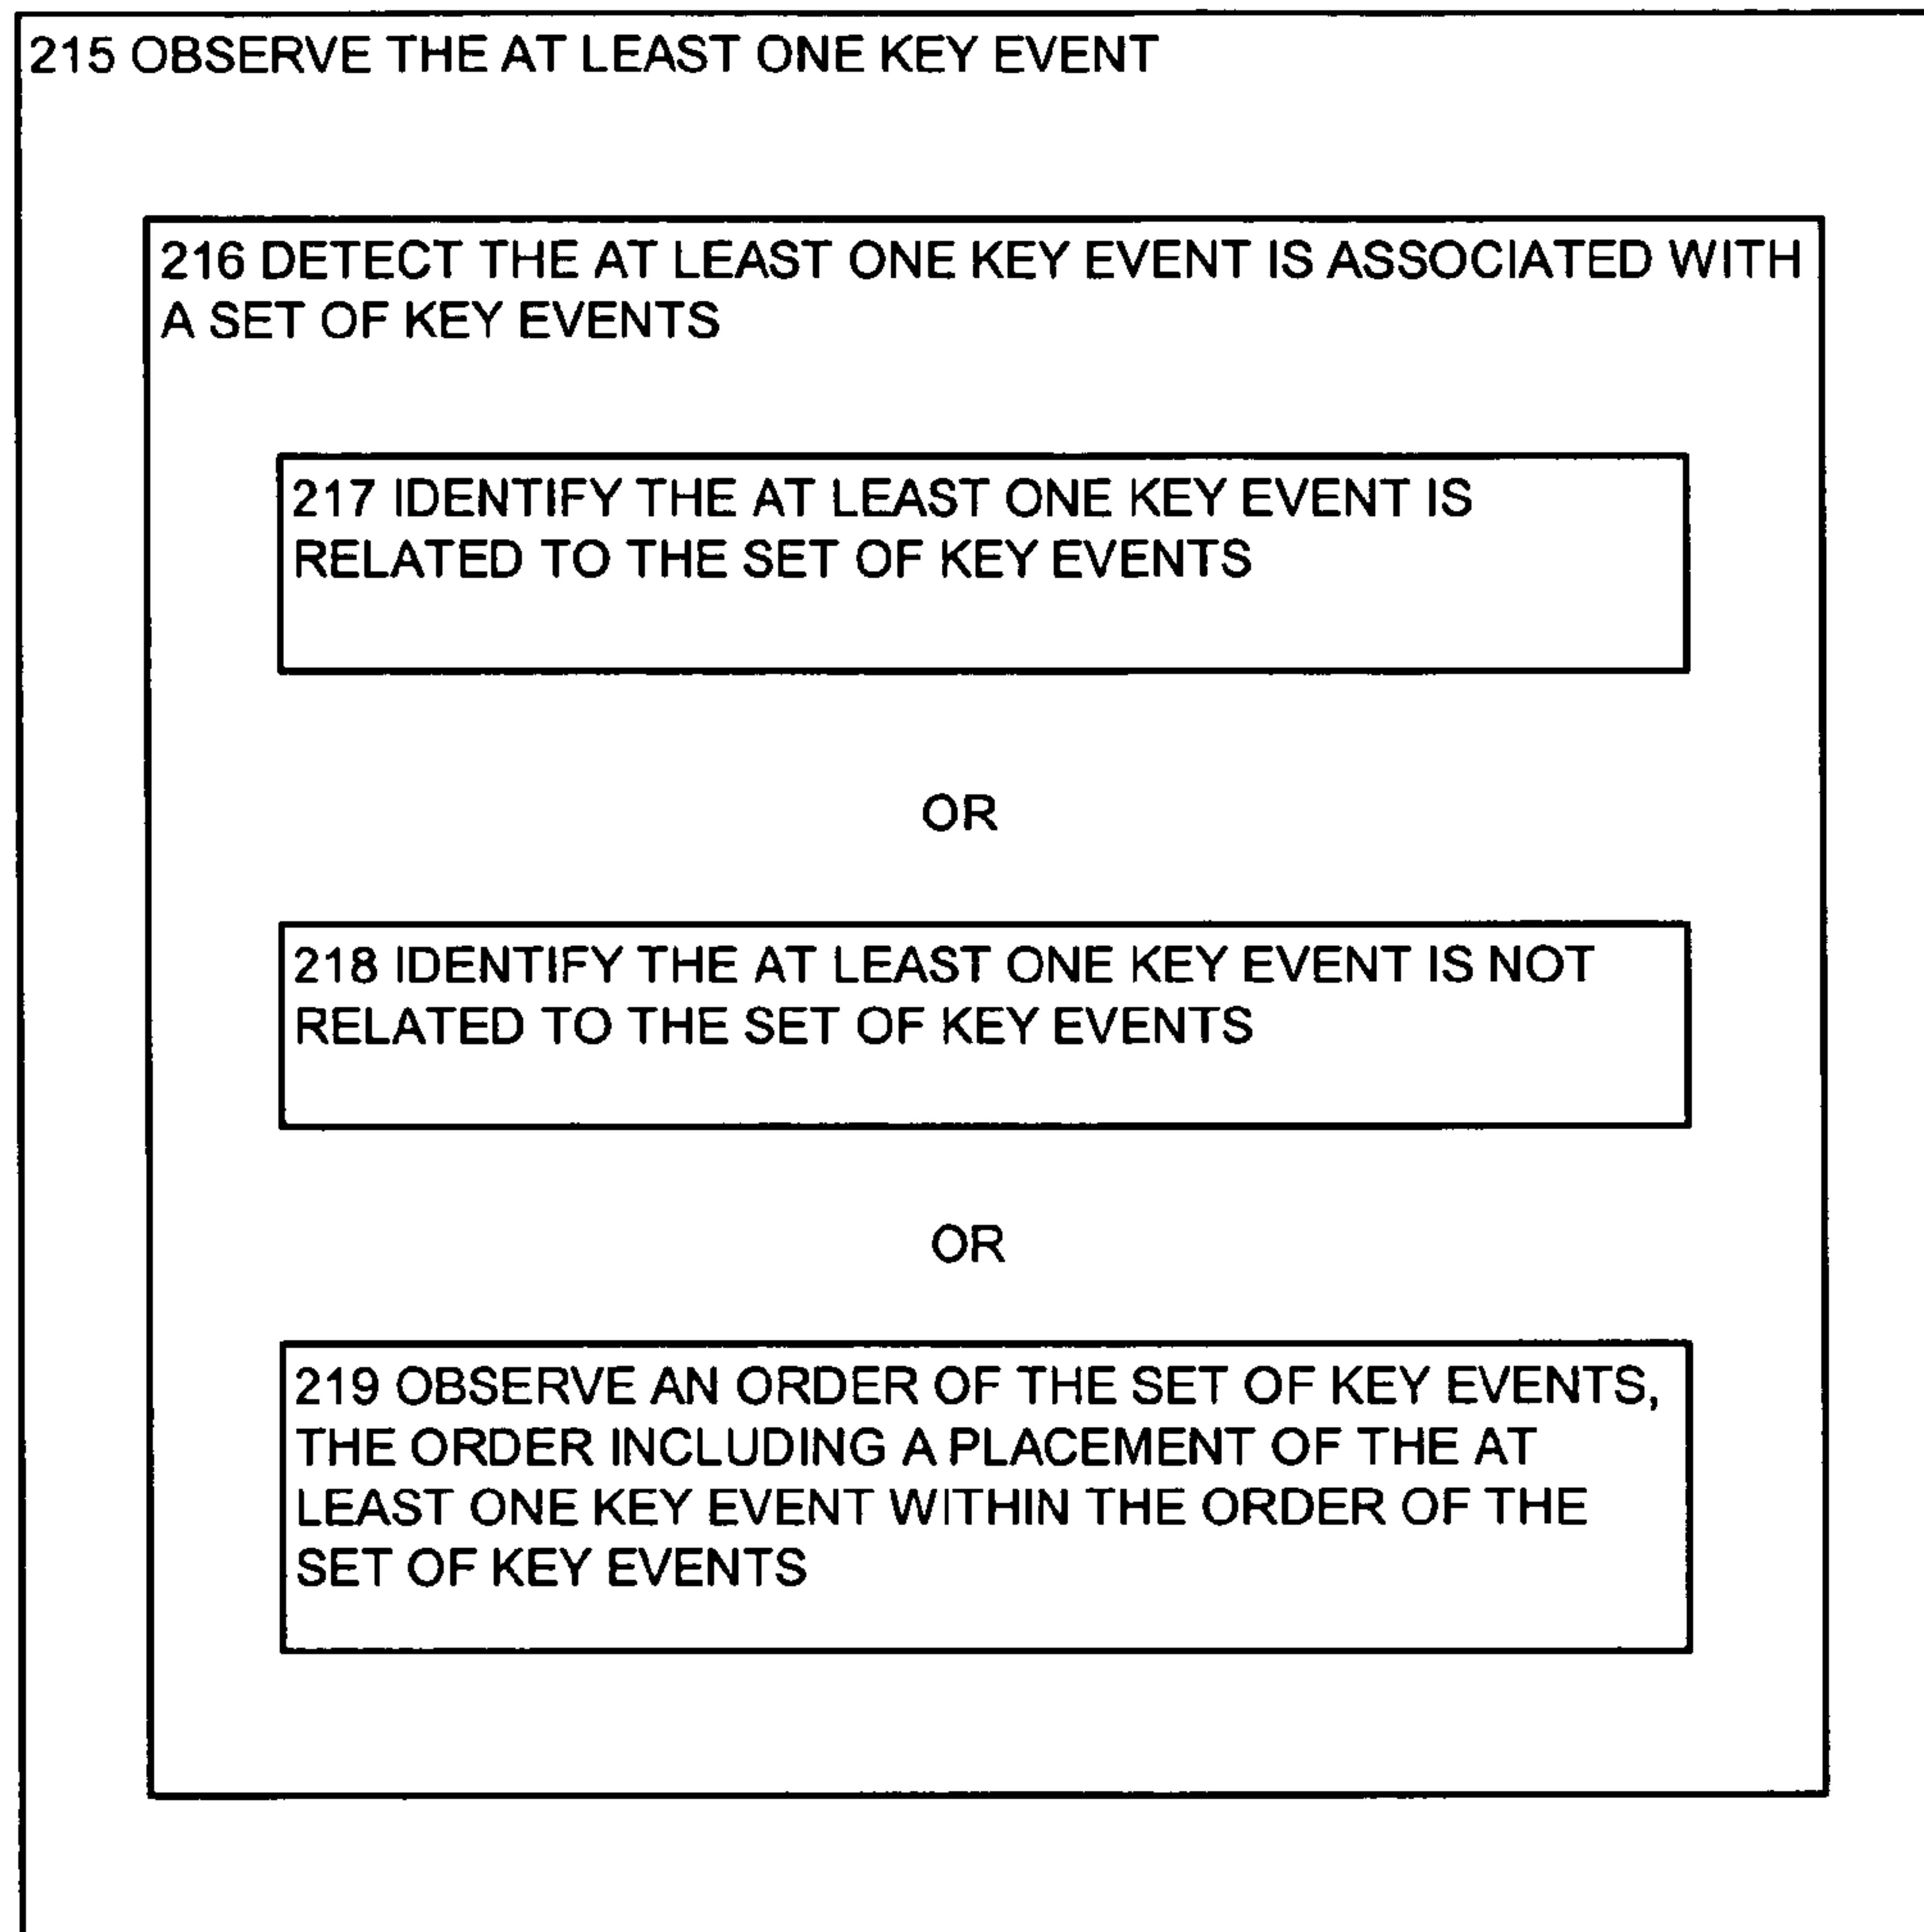 215 OBSERVE THE AT LEAST ONE KEY EVENT
216 DETECT THE AT LEAST ONE KEY EVENT IS ASSOCIATED WITH
A SET OF KEY EVENTS
217 IDENTIFY THE AT LEAST ONE KEY EVENT IS
RELATED TO THE SET OF KEY EVENTS
OR
218 IDENTIFY THE AT LEAST ONE KEY EVENT IS NOT
RELATED TO THE SET OF KEY EVENTS
OR
219 OBSERVE AN ORDER OF THE SET OF KEY EVENTS,
THE ORDER INCLUDING A PLACEMENT OF THE AT
LEAST ONE KEY EVENT WITHIN THE ORDER OF THE
SET OF KEY EVENTS